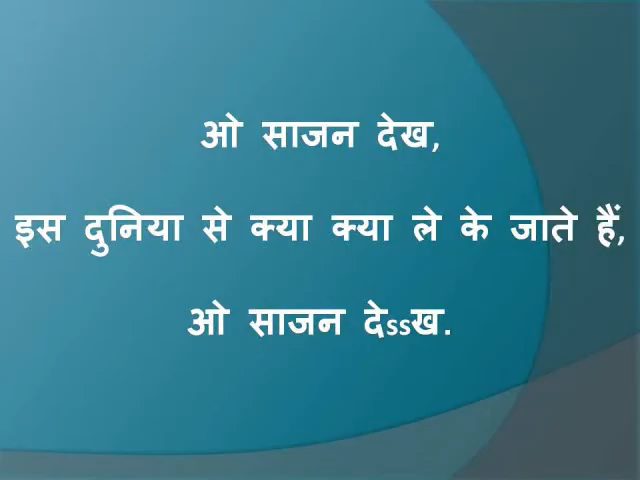 ओ साजन देख,
इस दुनिया से क्या क्या ले के जाते हैं,
ओ साजन देssख.